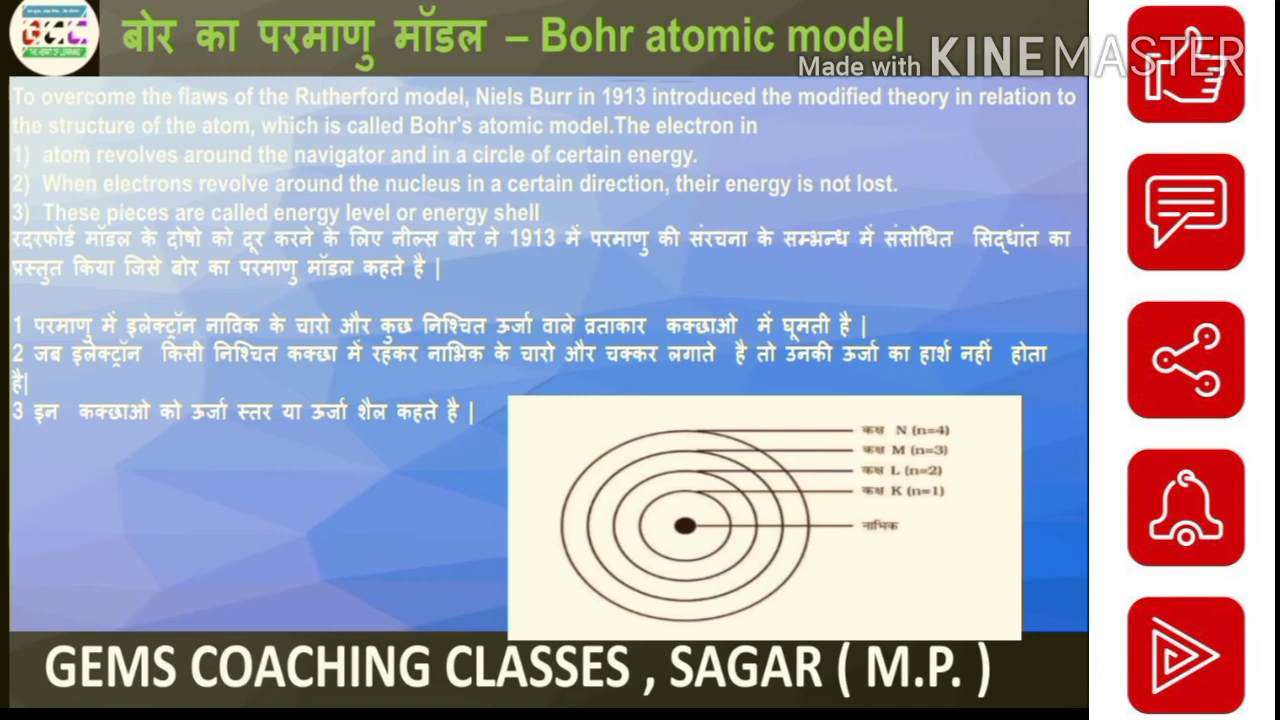 बोर का परमाणु मॉडल – Bohr atomic model
Made with KINEMASTER
To overcome the flaws of the Rutherford model, Niels Burr in 1913 introduced the modified theory in relation to
the structure of the atom, which is called Bohr's atomic model.The electron in
1) atom revolves around the navigator and in a circle of certain energy.
2) When electrons revolve around the nucleus in a certain direction, their energy is not lost.
3) These pieces are called energy level or energy shell
रदरफोर्ड मॉडल के दोषो को दूर करने के लिए नील्स बोर ने 1913 में परमाणु की संरचना के सम्भन्ध में संसोधित सिद्धांत का
प्रस्तुत किया जिसे बोर का परमाणु मॉडल कहते है |
1 परमाणु में इलेक्ट्रॉन नाविक के चारो और कुछ निश्चित ऊर्जा वाले व्रताकार कक्छाओ में घूमती है |
2 जब इलेक्ट्रॉन किसी निश्चित कक्छा में रहकर नाभिक के चारो और चक्कर लगाते है तो उनकी ऊर्जा का हार्श नहीं होता
है|
3 इन कक्छाओ को ऊर्जा स्तर या ऊर्जा शैल कहते है |
कक्ष N (n=4)
कक्ष M (n=3)
कक्ष L (n=2)
कक्ष K (n=1)
नाभिक
GEMS COACHING CLASSES , SAGAR ( M.P. )